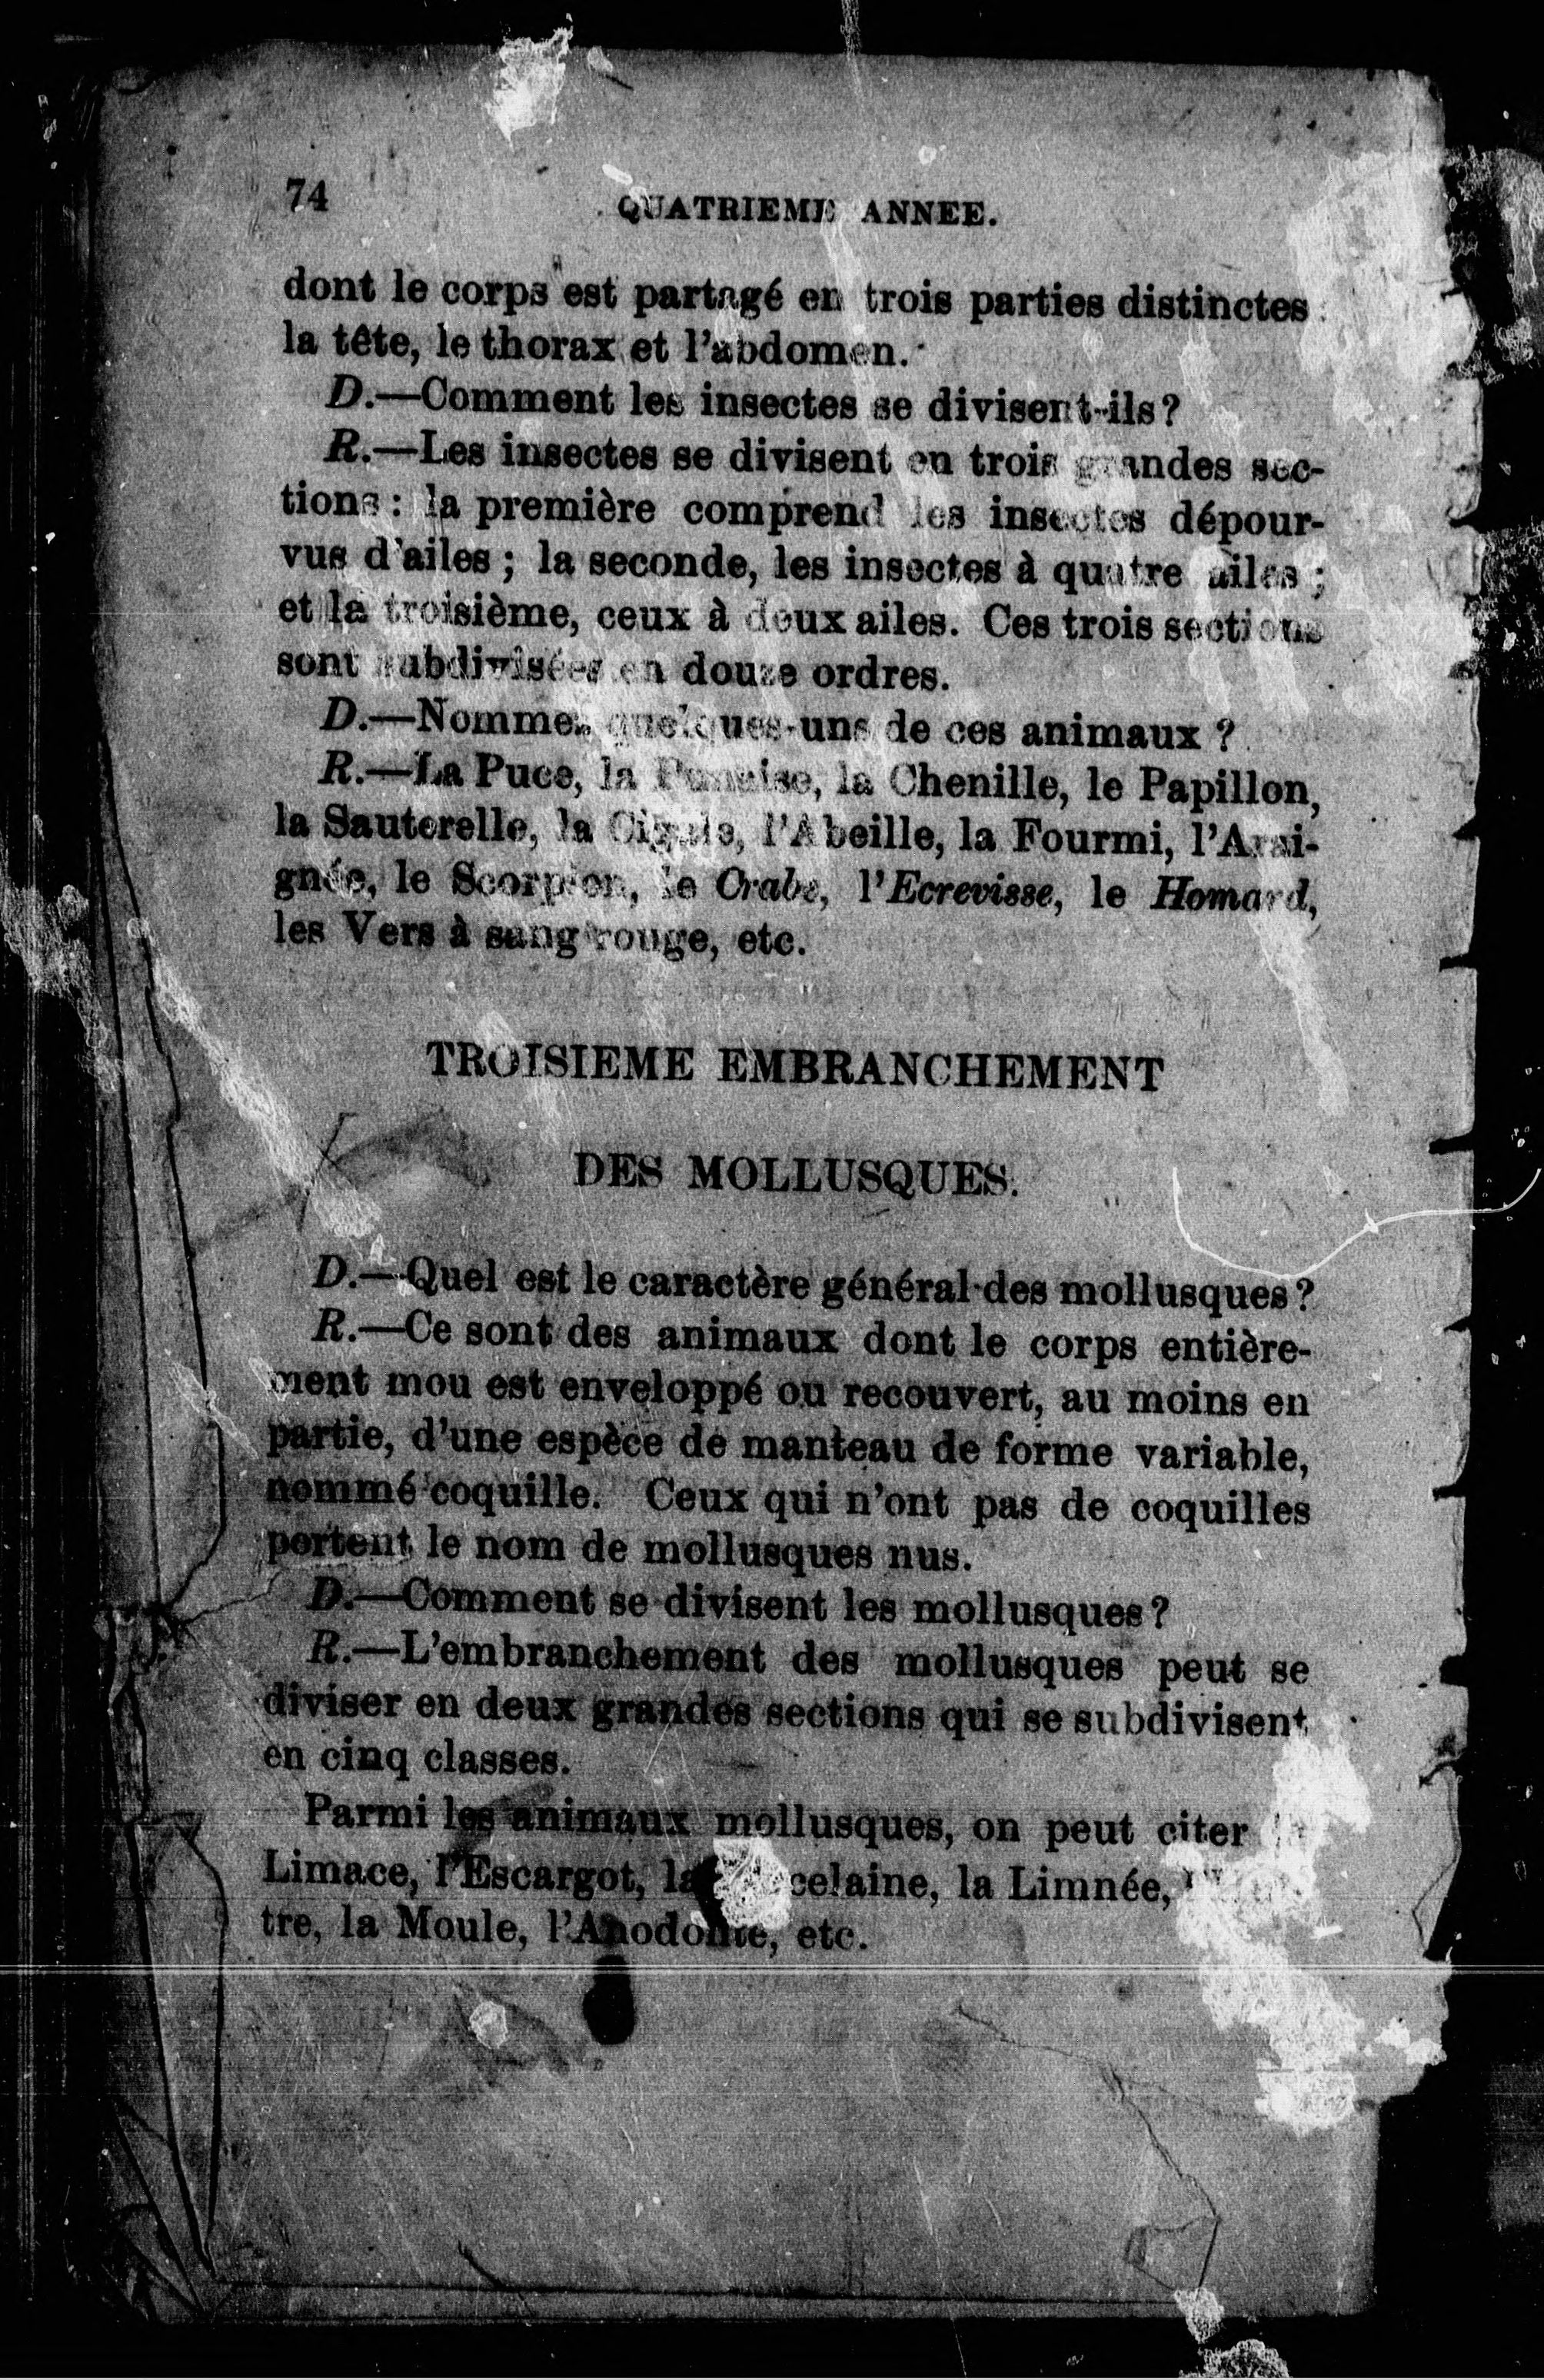 74
QUATRIEME ANNEE.
dont le corps est partagé en trois parties distinctes :
la tête, le thorax et l'abdomen.
D.—Comment les insectes se divisent-ils?
R.—Les insectes se divisent en trois grandes sec-
tions : la première comprend les insectes dépour-
vus d'ailes ; la seconde, les insectes à quatre ailes ;
et la troisième, ceux à deux ailes. Ces trois sections
sont subdivisées en douze ordres.
D.—Nommez quelques-uns de ces animaux ?
R.—La Puce, la Punaise, la Chenille, le Papillon,
la Sauterelle, la Cigale, l'Abeille, la Fourmi, l'Arai-
gnée, le Scorpion, le Crabe, l'Ecrevisse, le Homard,
les Vers à sang rouge, etc.
TROISIEME EMBRANCHEMENT
DES MOLLUSQUES.
D.—Quel est le caractère général des mollusques?
R.—Ce sont des animaux dont le corps entière-
ment mou est enveloppé ou recouvert, au moins en
partie, d'une espèce de manteau de forme variable,
nommé coquille. Ceux qui n'ont pas de coquilles
portent le nom de mollusques nus.
D.—Comment se divisent les mollusques?
R.—L'embranchement des mollusques peut se
diviser en deux grandes sections qui se subdivisent
en cinq classes.
Parmi les animaux mollusques, on peut citer
Limace, l'Escargot, la celaine, la Limnée,
tre, la Moule, l'Anodonte, etc.